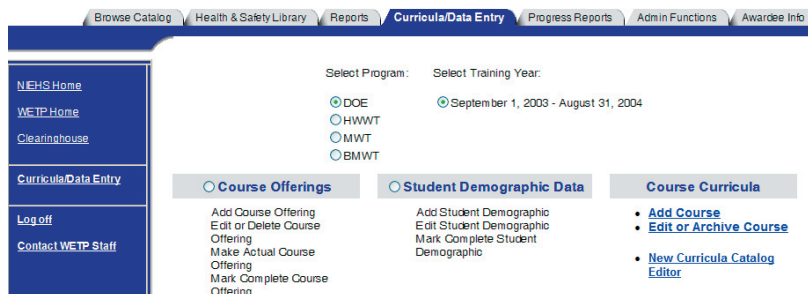 Browse Catalog Health & Safety Library Reports Curricula/Data Entry Progress Reports Admin Functions Awardee Info
NIEHS Home
WETP Home
Clearinghouse
Curricula/Data Entry
Log off
Contact WETP Staff
Select Program: Select Training Year:
DOE September 1, 2003 - August 31, 2004
HWWT
MWT
BMWT
Course Offerings
Add Course Offering
Edit or Delete Course
Offering
Make Actual Course
Offering
Mark Complete Course
Offering
Student Demographic Data
Add Student Demographic
Edit Student Demographic
Mark Complete Student
Demographic
Course Curricula
Add Course
Edit or Archive Course
New Curricula Catalog
Editor